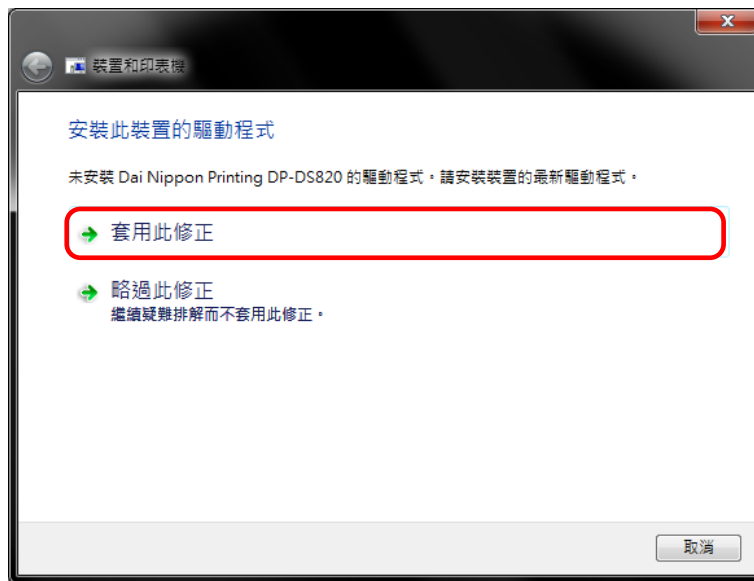 裝置和印表機
安裝此裝置的驅動程式
未安裝 Dai Nippon Printing DP-DS820 的驅動程式。請安裝裝置的最新驅動程式。
套用此修正
略過此修正
繼續疑難排解而不套用此修正。
取消